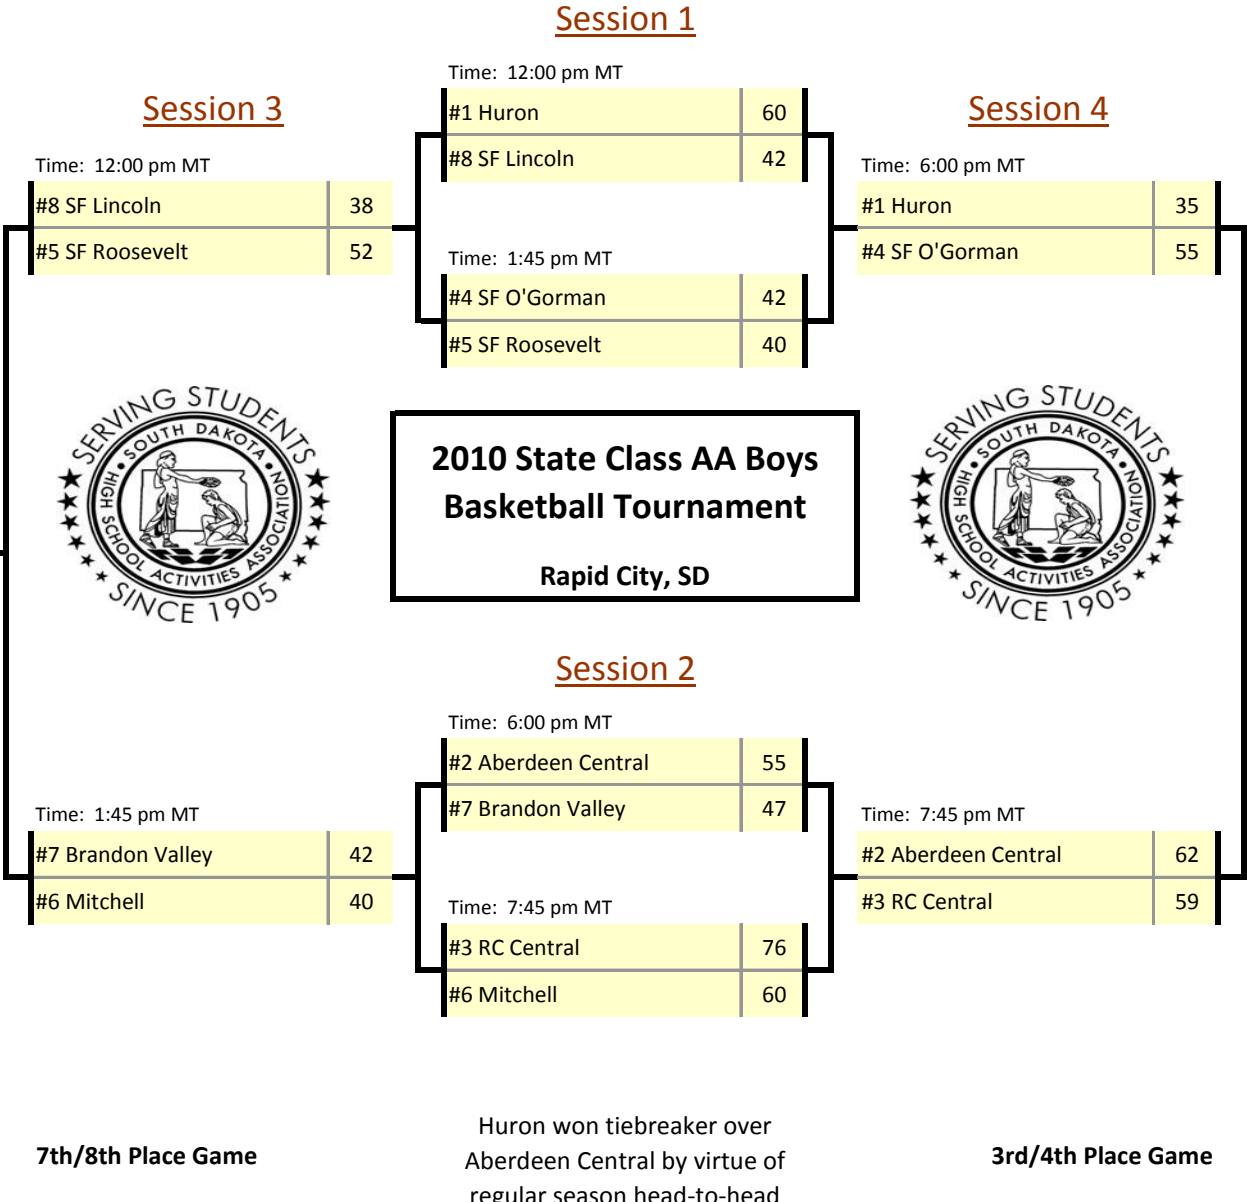 Session 1
Time: 12:00 pm MT
#1 Huron 60
#8 SF Lincoln 42
Time: 1:45 pm MT
#4 SF O'Gorman 42
#5 SF Roosevelt 40
Session 3
Time: 12:00 pm MT
#8 SF Lincoln 38
#5 SF Roosevelt 52
Session 4
Time: 6:00 pm MT
#1 Huron 35
#4 SF O'Gorman 55
SERVING STUDENTS
SOUTH DAKOTA
HIGH SCHOOL ACTIVITIES ASSOCIATION
SINCE 1905
2010 State Class AA Boys
Basketball Tournament
Rapid City, SD
SERVING STUDENTS
SOUTH DAKOTA
HIGH SCHOOL ACTIVITIES ASSOCIATION
SINCE 1905
Session 2
Time: 6:00 pm MT
#2 Aberdeen Central 55
#7 Brandon Valley 47
Time: 7:45 pm MT
#3 RC Central 76
#6 Mitchell 60
Time: 1:45 pm MT
#7 Brandon Valley 42
#6 Mitchell 40
Time: 7:45 pm MT
#2 Aberdeen Central 62
#3 RC Central 59
7th/8th Place Game
Huron won tiebreaker over
Aberdeen Central by virtue of
regular season head-to-head
3rd/4th Place Game